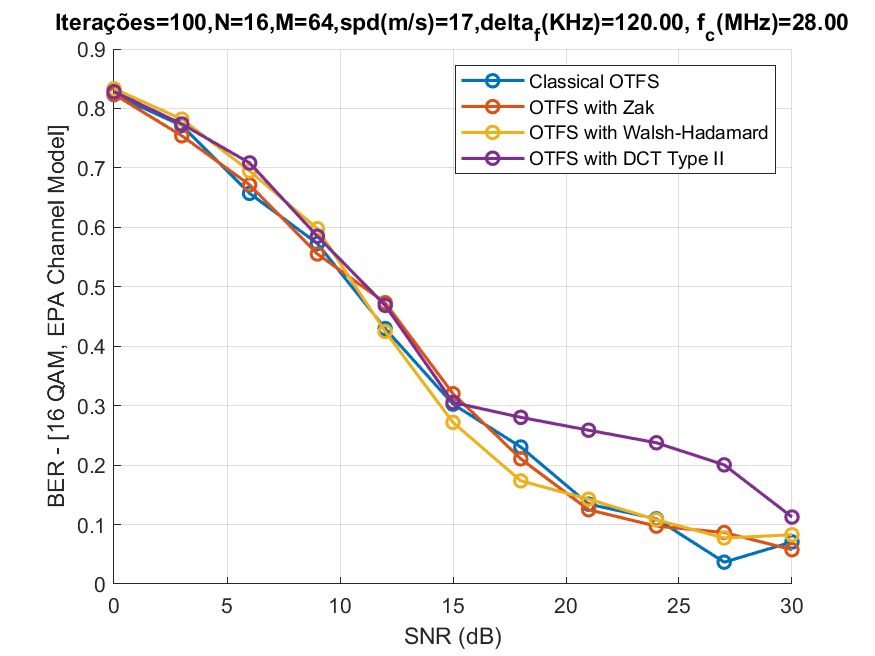 Iterações=100,N=16,M=64,spd(m/s)=17,delta_f(KHz)=120.00, f_c(MHz)=28.00
0.9
0.8
0.7
0.6
0.5
0.4
0.3
0.2
0.1
0
BER - [16 QAM, EPA Channel Model]
Classical OTFS
OTFS with Zak
OTFS with Walsh-Hadamard
OTFS with DCT Type II
0 5 10 15 20 25 30
SNR (dB)